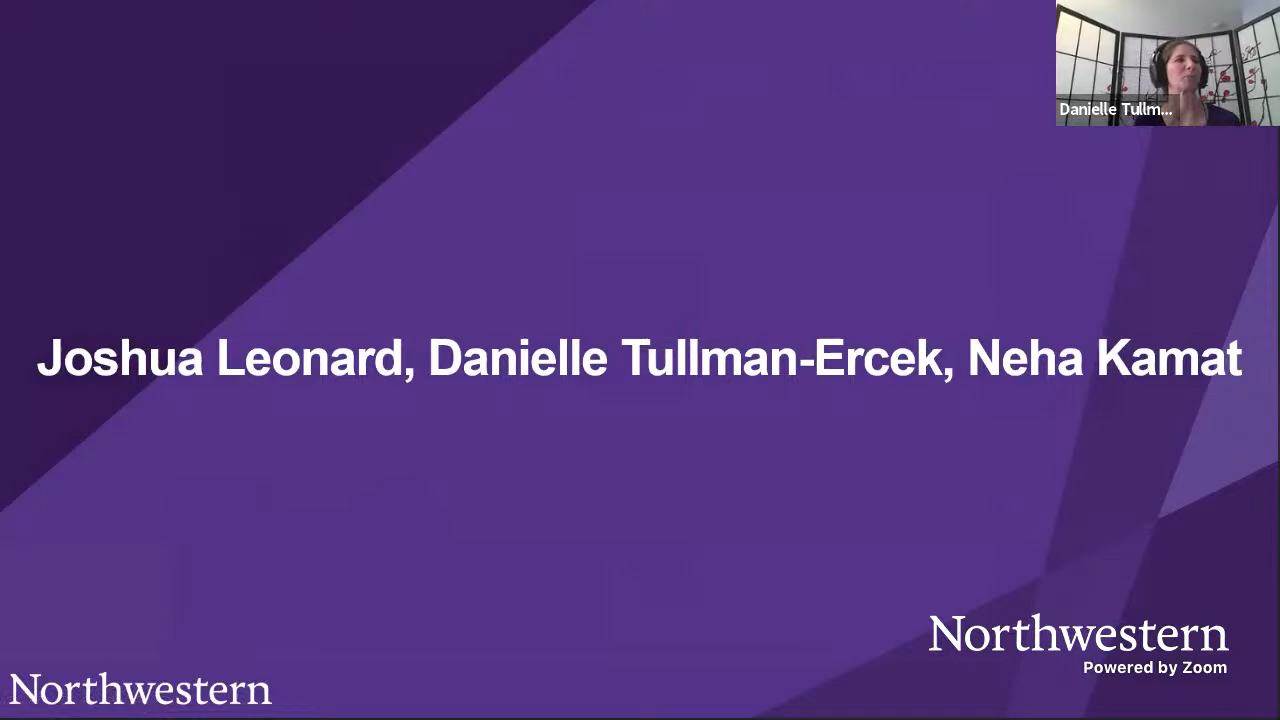 Danielle Tullm...
Joshua Leonard, Danielle Tullman-Ercek, Neha Kamat
Northwestern
Powered by Zoom
Northwestern